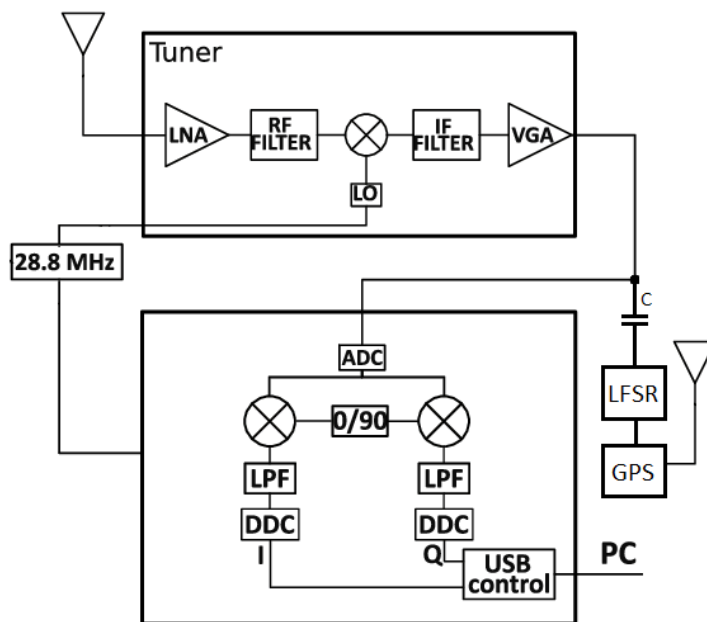 Tuner
LNA
RF
FILTER
IF
FILTER
VGA
LO
28.8 MHz
C
ADC
LFSR
0/90
GPS
LPF
LPF
DDC
DDC
I
Q
USB
control
PC